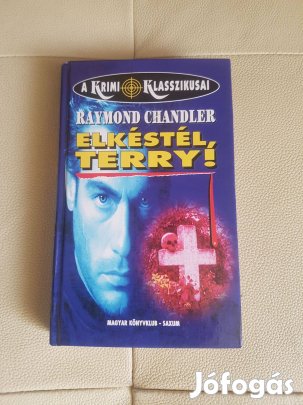 A KRIMI KLASSZIKUSAI
RAYMOND CHANDLER
ELKÉSTÉL,
TERRY!
MAGYAR KÖNYVKLUB - SAXUM
Jófogás